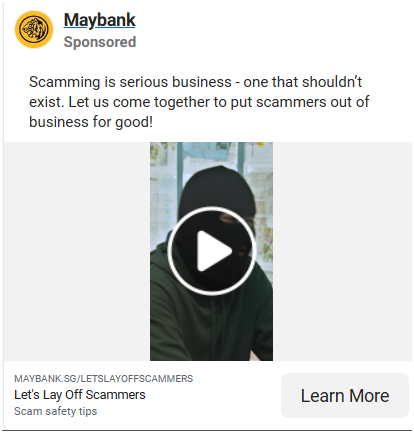 Maybank
Sponsored
Scamming is serious business - one that shouldn't
exist. Let us come together to put scammers out of
business for good!
MAYBANK.SG/LETSLAYOFFSCAMMERS
Let's Lay Off Scammers
Scam safety tips
Learn More